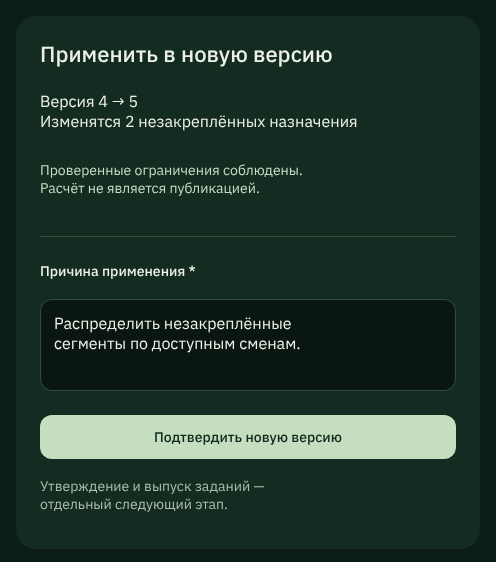 Применить в новую версию
Версия 4 → 5
Изменятся 2 незакреплённых назначения
Проверенные ограничения соблюдены.
Расчёт не является публикацией.
Причина применения *
Распределить незакреплённые
сегменты по доступным сменам.
Подтвердить новую версию
Утверждение и выпуск заданий —
отдельный следующий этап.